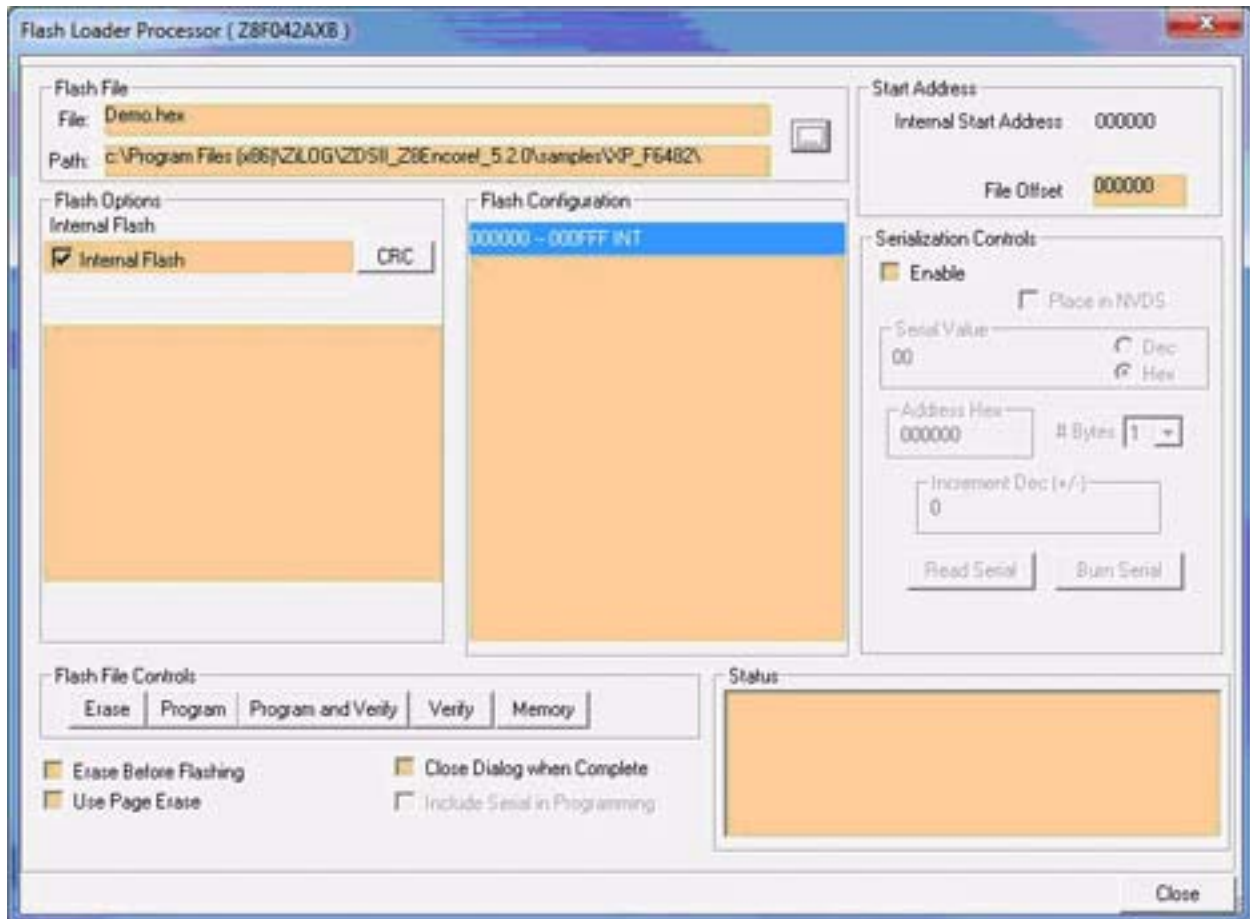 Flash Loader Processor ( Z8F042AXB )
Flash File
File: Demo.hex
Path: c:\Program Files (x86)\ZiLOG\ZDSII_Z8Encore!_5.2.0\samples\XP_F6482\
Start Address
Internal Start Address 000000
File Offset 000000
Flash Options
Internal Flash
Internal Flash CRC
Flash Configuration
000000 - 000FFF INT
Serialization Controls
Enable
Place in NVDS
Serial Value
00
Dec
Hex
Address Hex
000000
# Bytes 1
Increment Dec (+/-)
0
Read Serial Burn Serial
Flash File Controls
Erase Program Program and Verify Verify Memory
Erase Before Flashing
Use Page Erase
Close Dialog when Complete
Include Serial in Programming
Status
Close